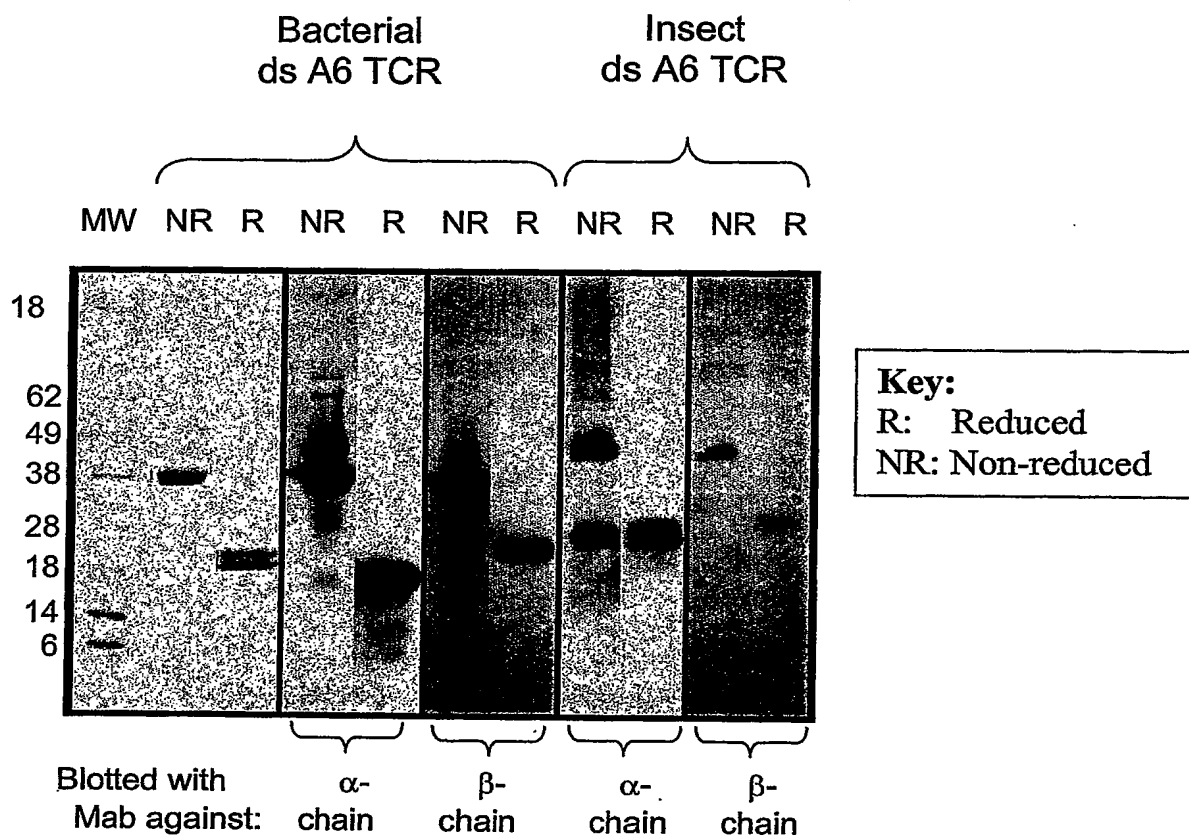 Bacterial
ds A6 TCR
Insect
ds A6 TCR
MW NR R NR R NR R NR R NR R
18
62
49
38
28
18
14
6
Key:
R: Reduced
NR: Non-reduced
Blotted with
Mab against:
α-
chain
β-
chain
α-
chain
β-
chain